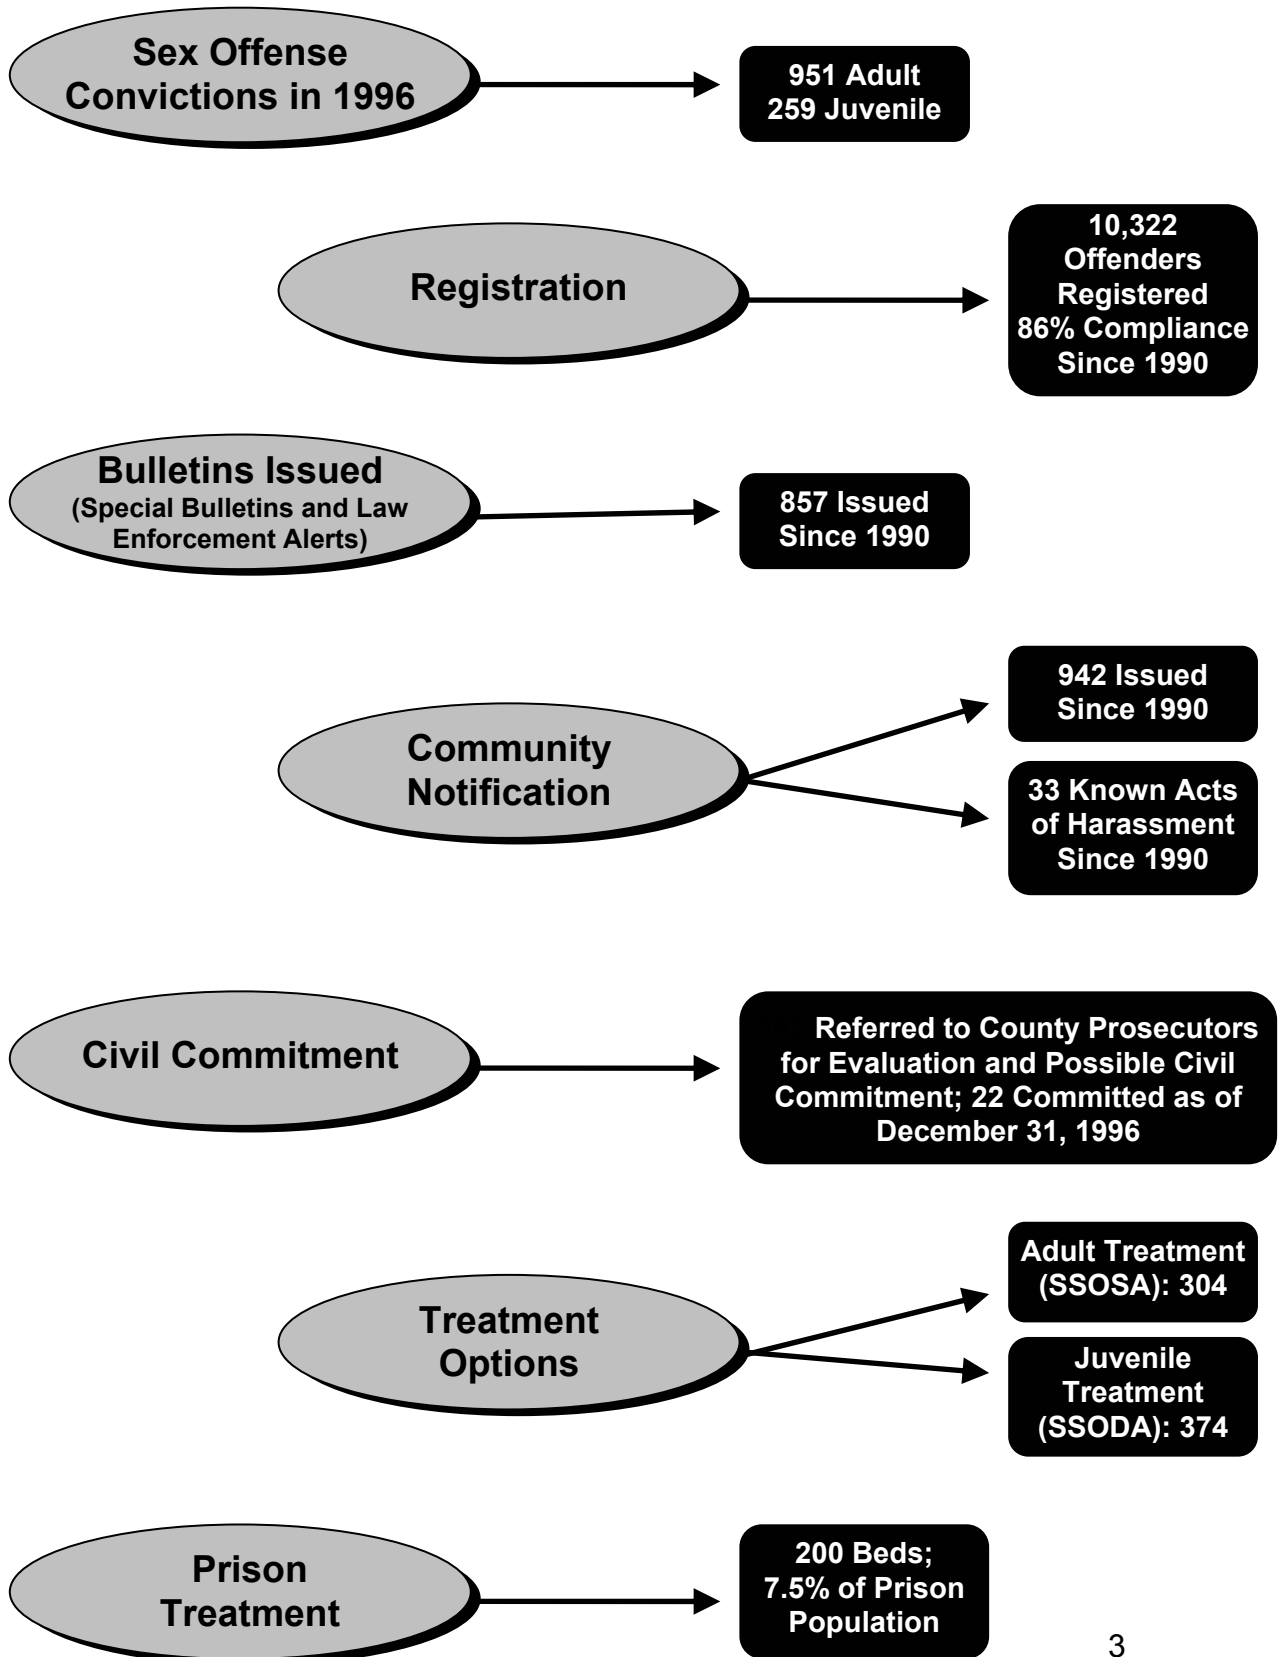 Sex Offense
Convictions in 1996
951 Adult
259 Juvenile
Registration
10,322
Offenders
Registered
86% Compliance
Since 1990
Bulletins Issued
(Special Bulletins and Law
Enforcement Alerts)
857 Issued
Since 1990
Community
Notification
942 Issued
Since 1990
33 Known Acts
of Harassment
Since 1990
Civil Commitment
Referred to County Prosecutors
for Evaluation and Possible Civil
Commitment; 22 Committed as of
December 31, 1996
Treatment
Options
Adult Treatment
(SSOSA): 304
Juvenile
Treatment
(SSODA): 374
Prison
Treatment
200 Beds;
7.5% of Prison
Population
3